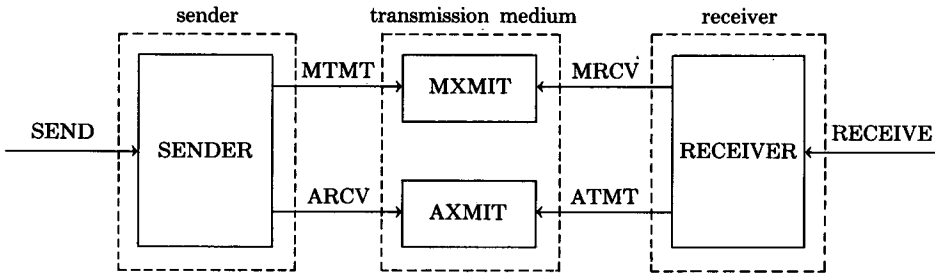 sender transmission medium receiver
MTMT MXMIT MRCV
SEND SENDER RECEIVER RECEIVE
ARCV AXMIT ATMT